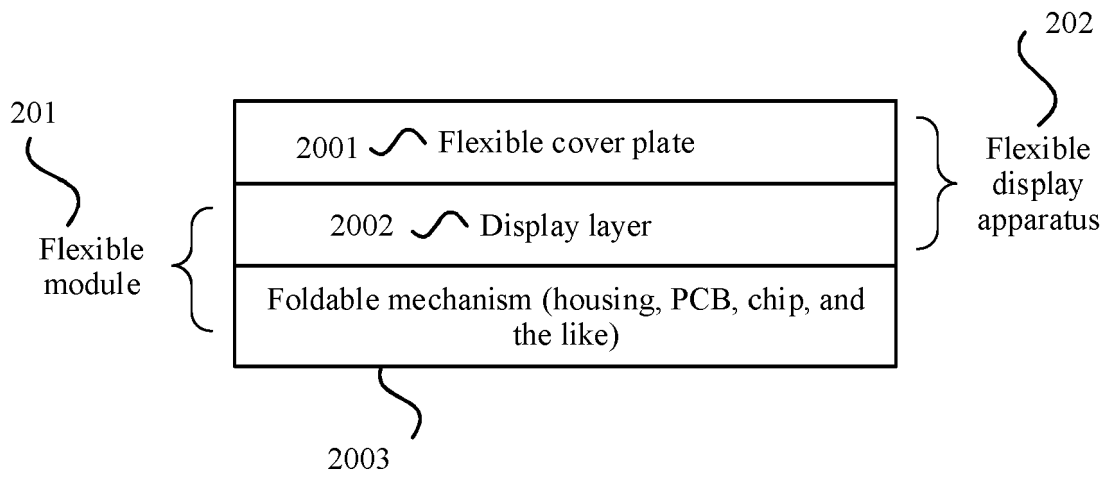 202
201
2001 Flexible cover plate
Flexible
display
apparatus
2002 Display layer
Flexible
module
Foldable mechanism (housing, PCB, chip, and
the like)
2003